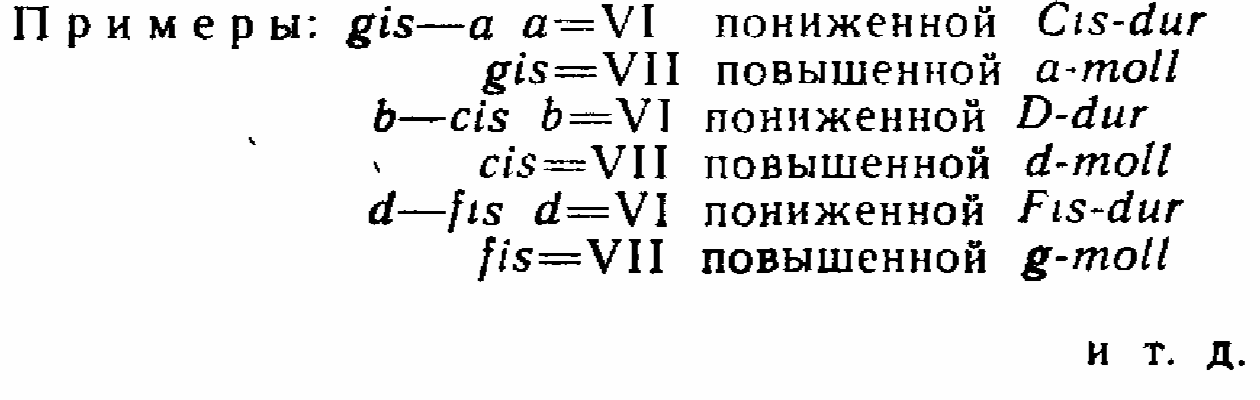 Примеры: gis—a a=VI пониженной Cis-dur
gis=VII повышенной a-moll
b—cis b=VI пониженной D-dur
cis=VII повышенной d-moll
d—fis d=VI пониженной Fis-dur
fis=VII повышенной g-moll
и т. д.